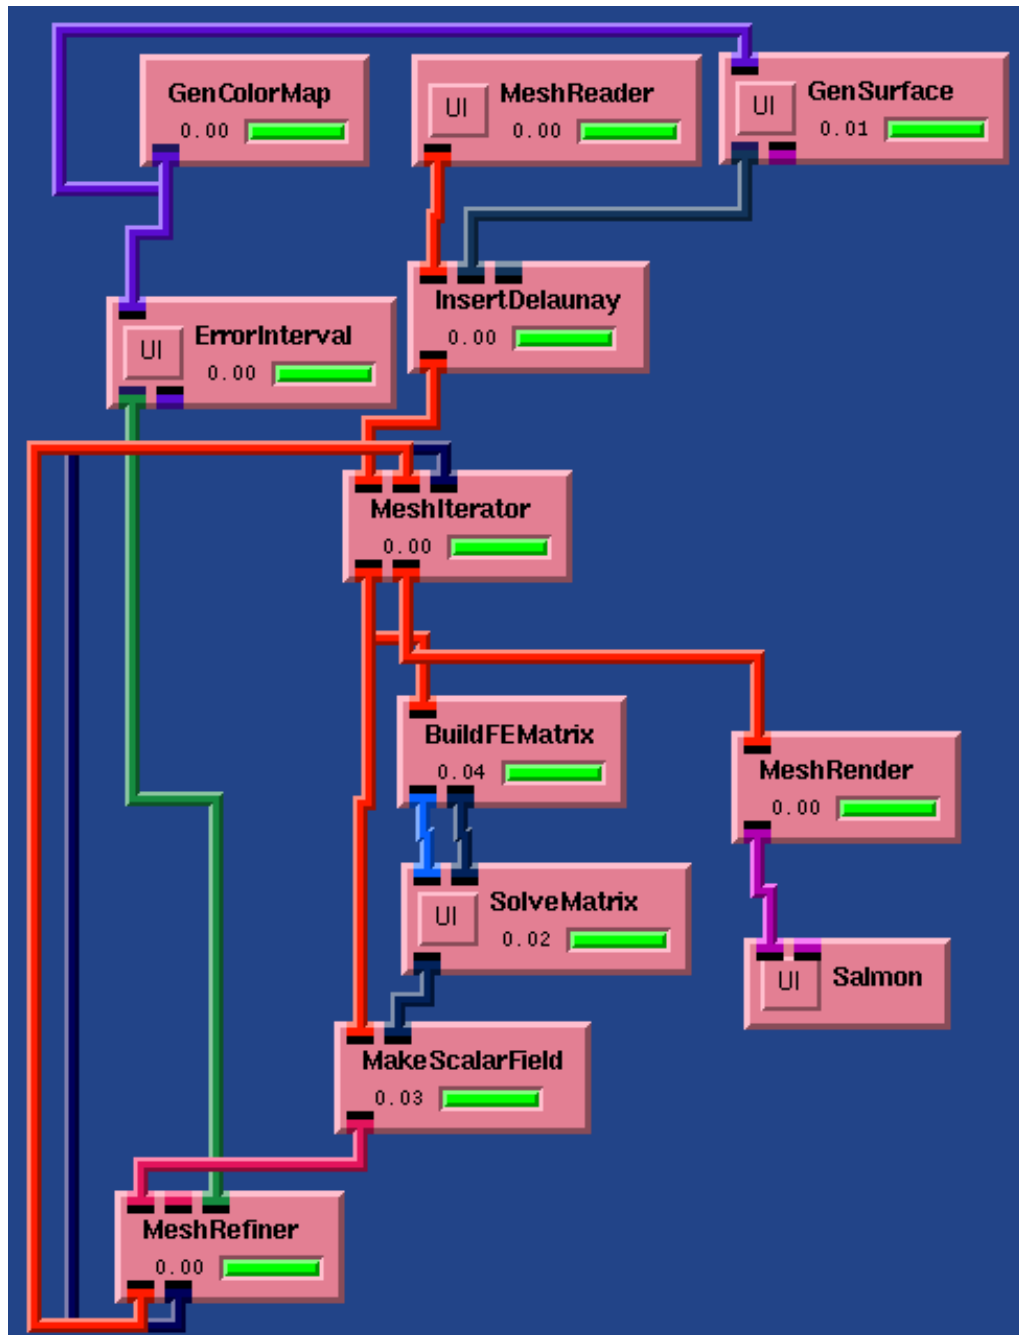 GenColorMap
0.00
UI
MeshReader
0.00
UI
GenSurface
0.01
InsertDelaunay
0.00
UI
ErrorInterval
0.00
MeshIterator
0.00
BuildFEMatrix
0.04
MeshRender
0.00
UI
SolveMatrix
0.02
UI
Salmon
MakeScalarField
0.03
MeshRefiner
0.00